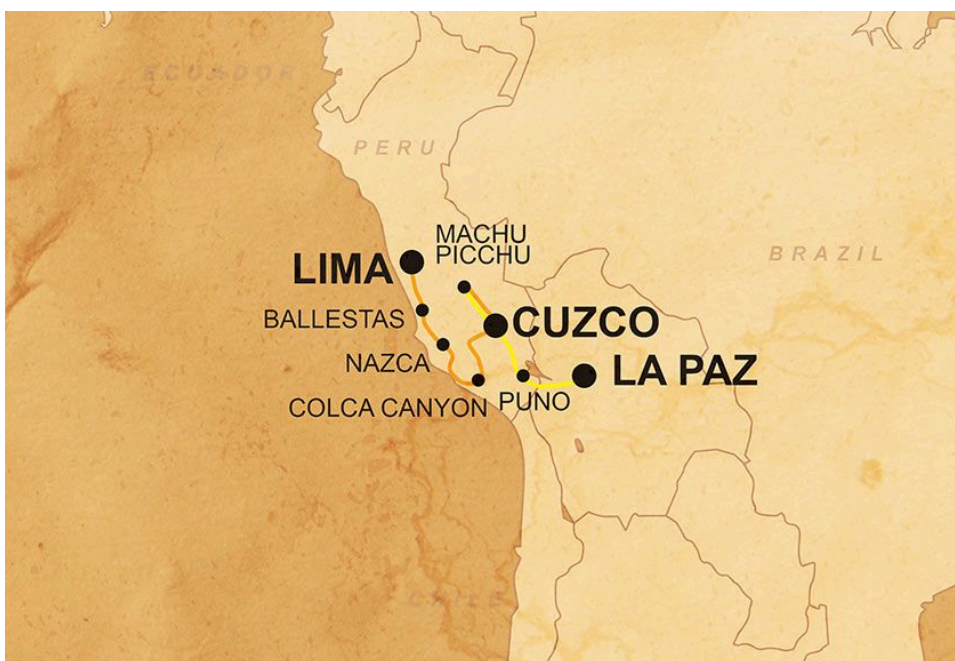 ECUADOR
PERU
MACHU
PICCHU
LIMA
BRAZIL
BALLESTAS
CUZCO
NAZCA
LA PAZ
COLCA CANYON
PUNO
CHILE